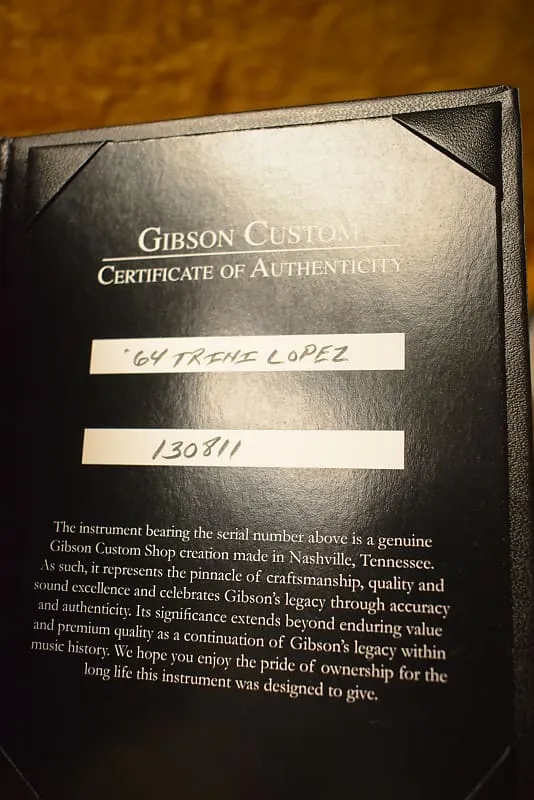 GIBSON CUSTOM
CERTIFICATE OF AUTHENTICITY
'64 TRINI LOPEZ
130811
The instrument bearing the serial number above is a genuine
Gibson Custom Shop creation made in Nashville, Tennessee.
As such, it represents the pinnacle of craftsmanship, quality and
sound excellence and celebrates Gibson's legacy through accuracy
and authenticity. Its significance extends beyond enduring value
and premium quality as a continuation of Gibson's legacy within
music history. We hope you enjoy the pride of ownership for the
long life this instrument was designed to give.